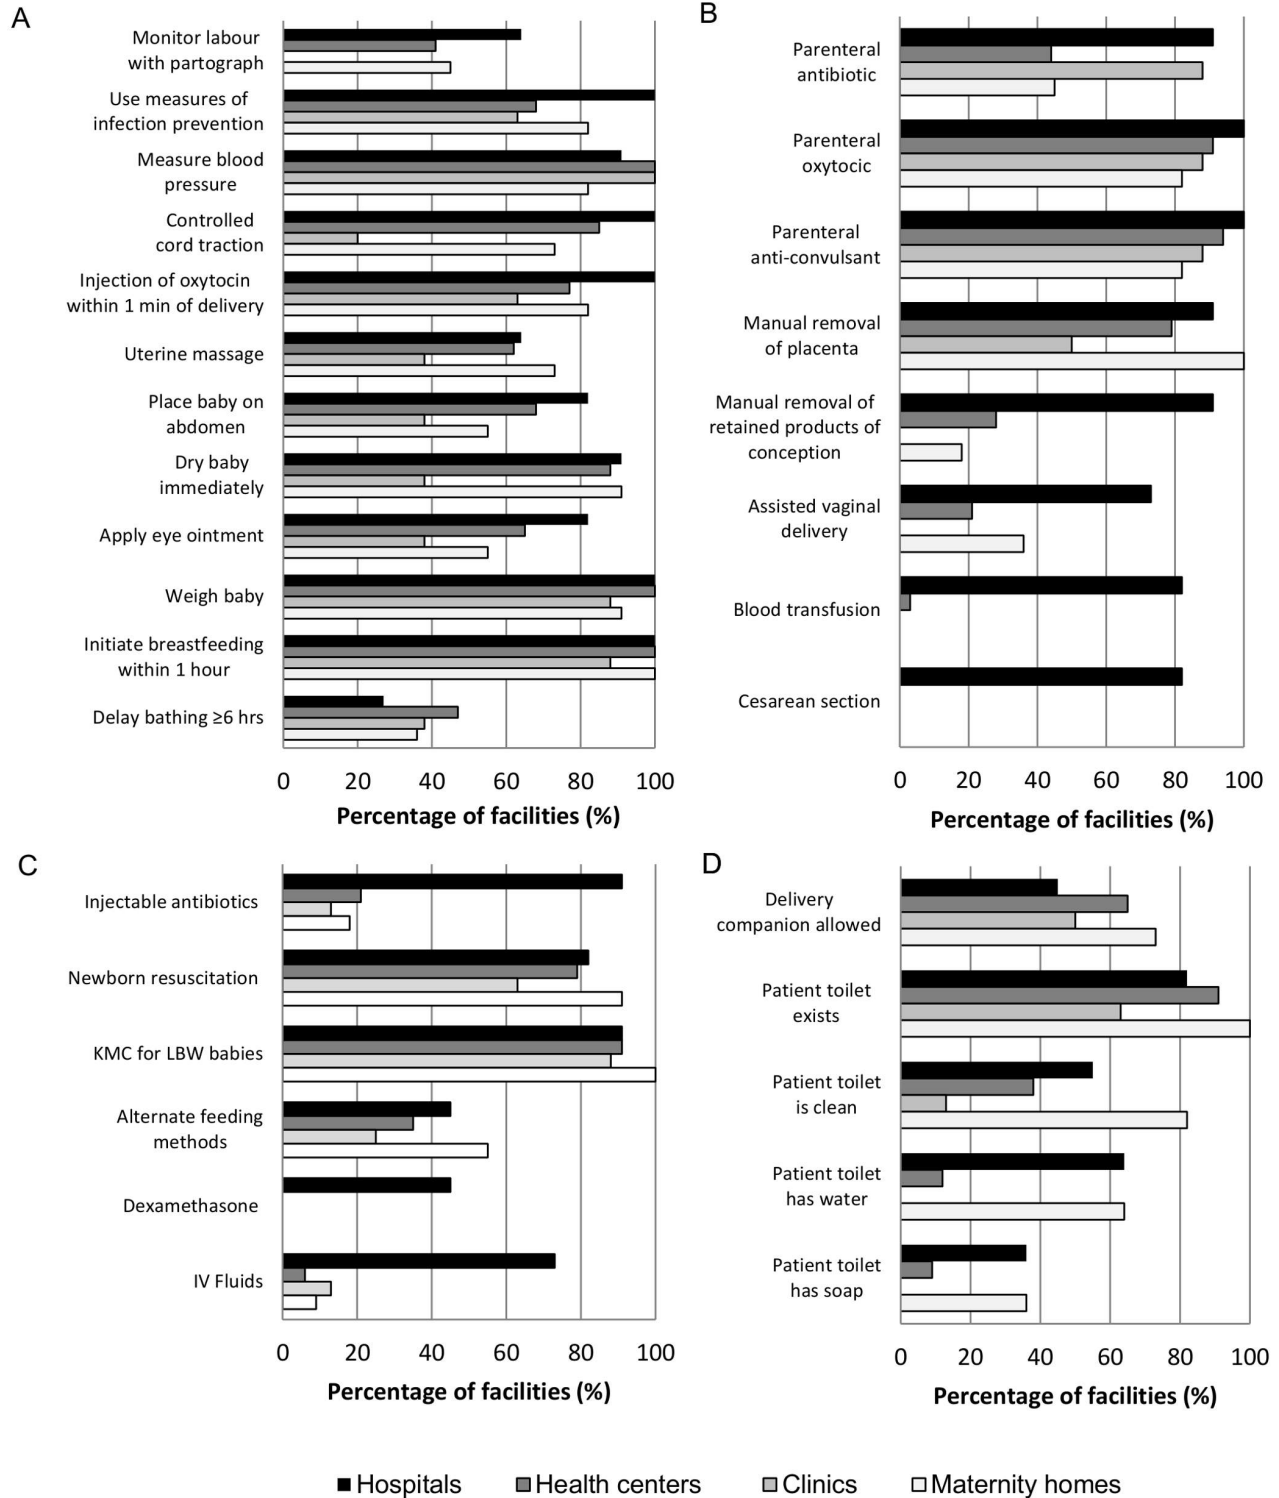 A
Monitor labour
with partograph
Use measures of
infection prevention
Measure blood
pressure
Controlled
cord traction
Injection of oxytocin
within 1 min of delivery
Uterine massage
Place baby on
abdomen
Dry baby
immediately
Apply eye ointment
Weigh baby
Initiate breastfeeding
within 1 hour
Delay bathing ≥6 hrs
0 20 40 60 80 100
Percentage of facilities (%)
B
Parenteral
antibiotic
Parenteral
oxytocic
Parenteral
anti-convulsant
Manual removal
of placenta
Manual removal of
retained products of
conception
Assisted vaginal
delivery
Blood transfusion
Cesarean section
0 20 40 60 80 100
Percentage of facilities (%)
C
Injectable antibiotics
Newborn resuscitation
KMC for LBW babies
Alternate feeding
methods
Dexamethasone
IV Fluids
0 20 40 60 80 100
Percentage of facilities (%)
D
Delivery
companion allowed
Patient toilet
exists
Patient toilet
is clean
Patient toilet
has water
Patient toilet
has soap
0 20 40 60 80 100
Percentage of facilities (%)
Hospitals Health centers Clinics Maternity homes